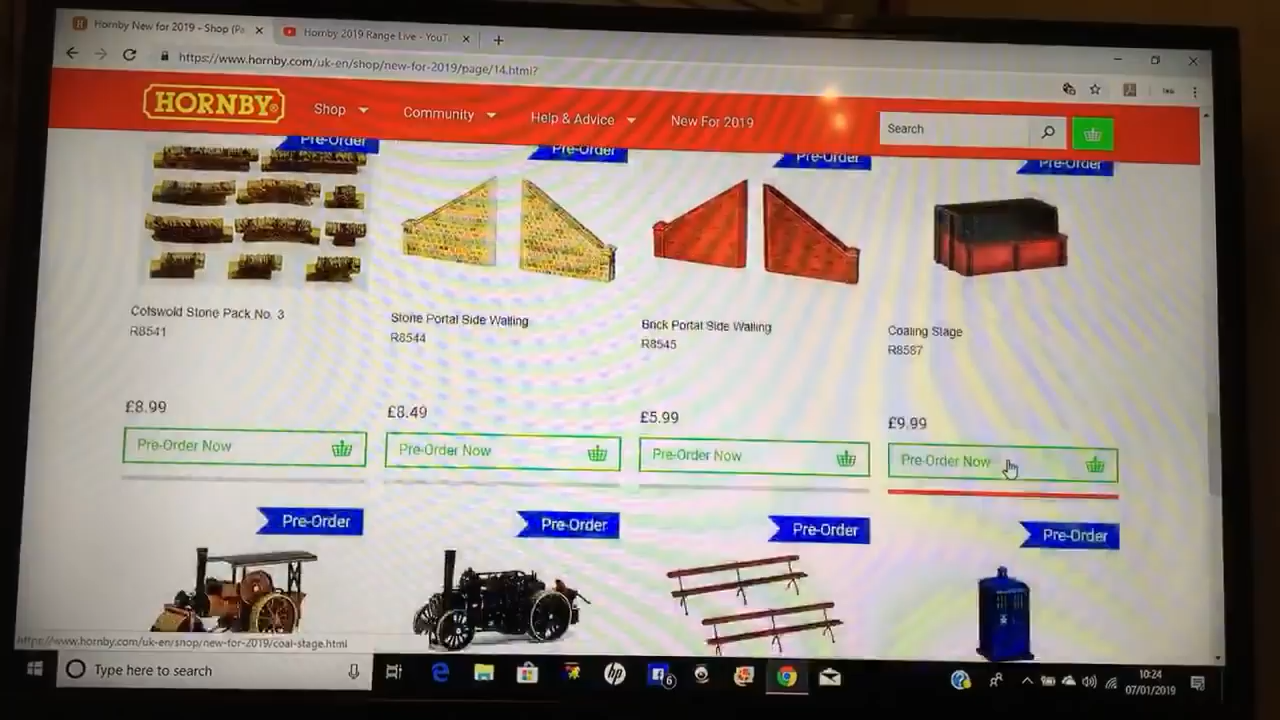 Hornby New for 2019 - Shop (Pa
Hornby 2019 Range Live - YouT
https://www.hornby.com/uk-en/shop/new-for-2019/page/14.html?
HORNBY
Shop
Community
Help & Advice
New For 2019
Search
Pre-Order
Pre-Order
Pre-Order
Pre-Order
Cotswold Stone Pack No. 3
R8541
Stone Portal Side Walling
R8544
Brick Portal Side Walling
R8545
Coaling Stage
R8587
£8.99
£8.49
£5.99
£9.99
Pre-Order Now
Pre-Order Now
Pre-Order Now
Pre-Order Now
Pre-Order
Pre-Order
Pre-Order
Pre-Order
https://www.hornby.com/uk-en/shop/new-for-2019/coal-stage.html
Type here to search
hp
6
10:24
07/01/2019